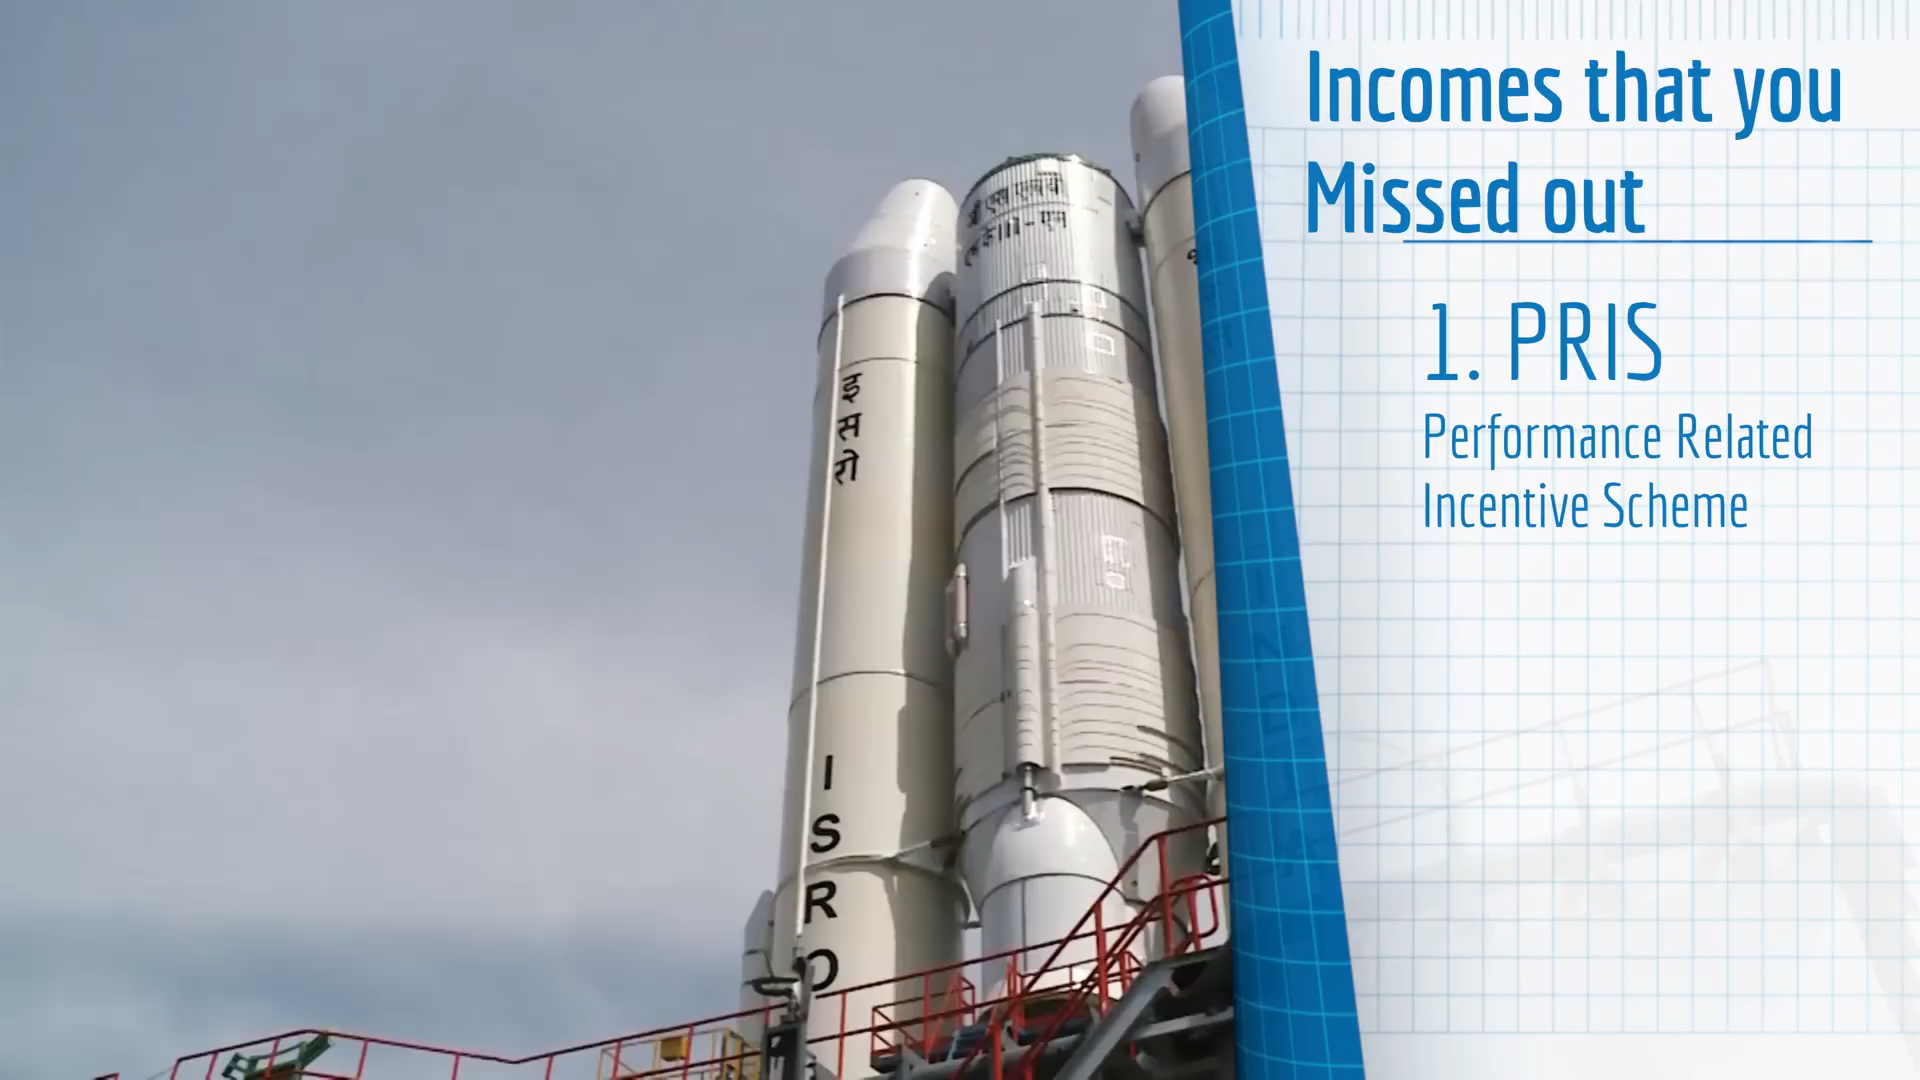 Incomes that you
Missed out
1. PRIS
Performance Related
Incentive Scheme
इसरो
ISRO